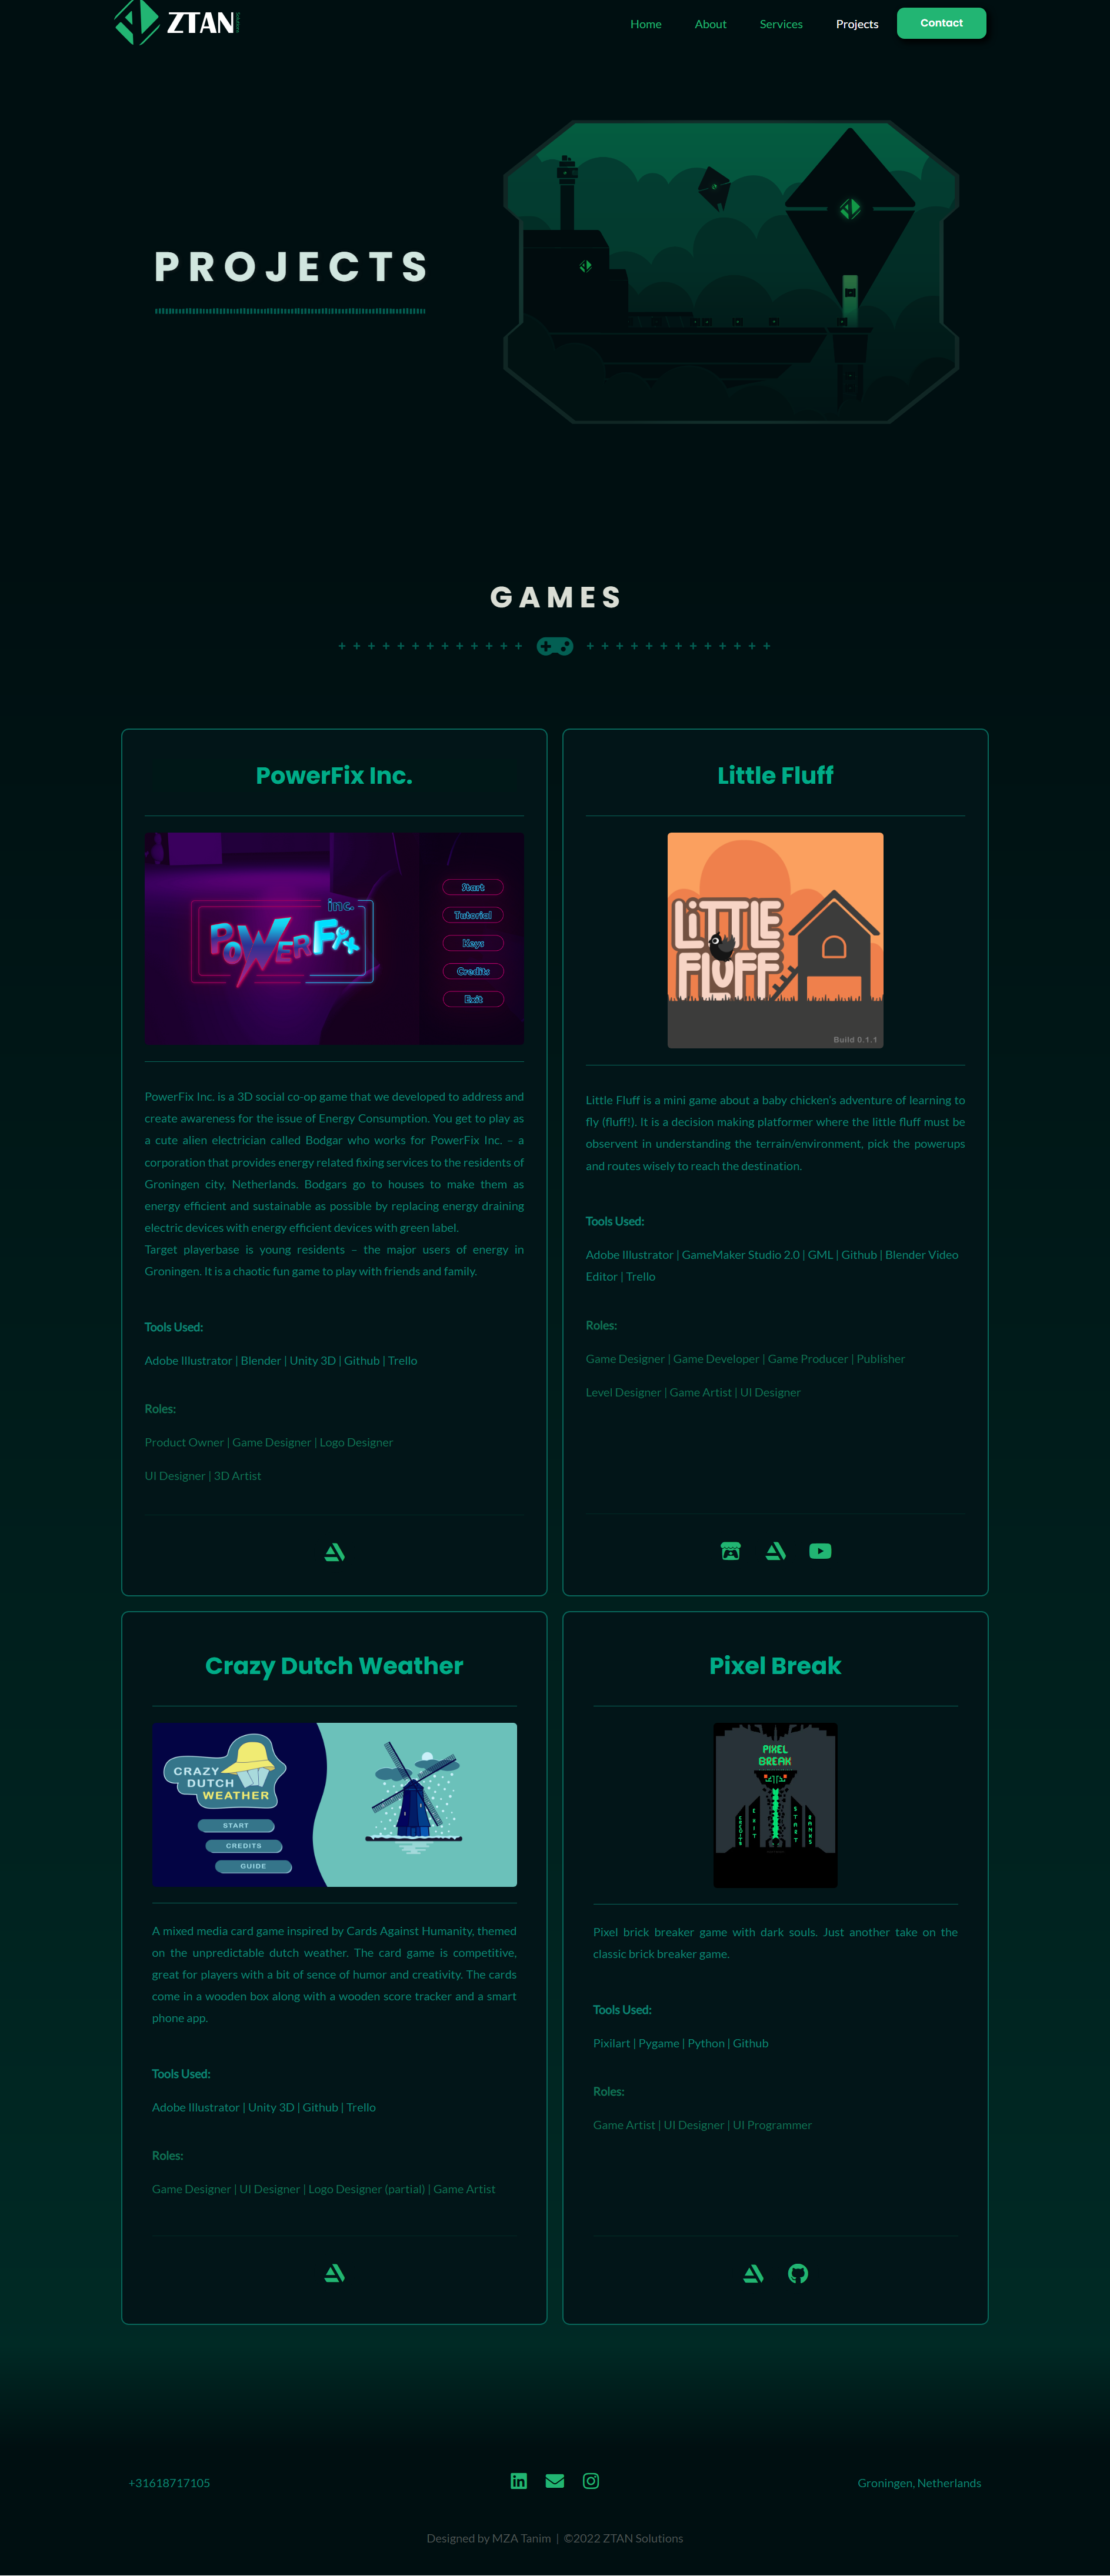 ZTAN
Home
About
Services
Projects
Contact
PROJECTS
GAMES
PowerFix Inc.
inc.
POWERFix
Start
Tutorial
Keys
Credits
Exit
PowerFix Inc. is a 3D social co-op game that we developed to address and
create awareness for the issue of Energy Consumption. You get to play as
a cute alien electrician called Bodgar who works for PowerFix Inc. – a
corporation that provides energy related fixing services to the residents of
Groningen city, Netherlands. Bodgars go to houses to make them as
energy efficient and sustainable as possible by replacing energy draining
electric devices with energy efficient devices with green label.
Target playerbase is young residents – the major users of energy in
Groningen. It is a chaotic fun game to play with friends and family.
Tools Used:
Adobe Illustrator | Blender | Unity 3D | Github | Trello
Roles:
Product Owner | Game Designer | Logo Designer
UI Designer | 3D Artist
Little Fluff
LiTTLE
FLUFF
Build 0.1.1
Little Fluff is a mini game about a baby chicken's adventure of learning to
fly (fluff!). It is a decision making platformer where the little fluff must be
observent in understanding the terrain/environment, pick the powerups
and routes wisely to reach the destination.
Tools Used:
Adobe Illustrator | GameMaker Studio 2.0 | GML | Github | Blender Video
Editor | Trello
Roles:
Game Designer | Game Developer | Game Producer | Publisher
Level Designer | Game Artist | UI Designer
Crazy Dutch Weather
CRAZY
DUTCH
WEATHER
START
CREDITS
GUIDE
A mixed media card game inspired by Cards Against Humanity, themed
on the unpredictable dutch weather. The card game is competitive,
great for players with a bit of sence of humor and creativity. The cards
come in a wooden box along with a wooden score tracker and a smart
phone app.
Tools Used:
Adobe Illustrator | Unity 3D | Github | Trello
Roles:
Game Designer | UI Designer | Logo Designer (partial) | Game Artist
Pixel Break
PIXEL
BREAK
CREDITS
EXIT
START
RANKS
Pixel brick breaker game with dark souls. Just another take on the
classic brick breaker game.
Tools Used:
Pixilart | Pygame | Python | Github
Roles:
Game Artist | UI Designer | UI Programmer
+31618717105
Groningen, Netherlands
Designed by MZA Tanim | ©2022 ZTAN Solutions